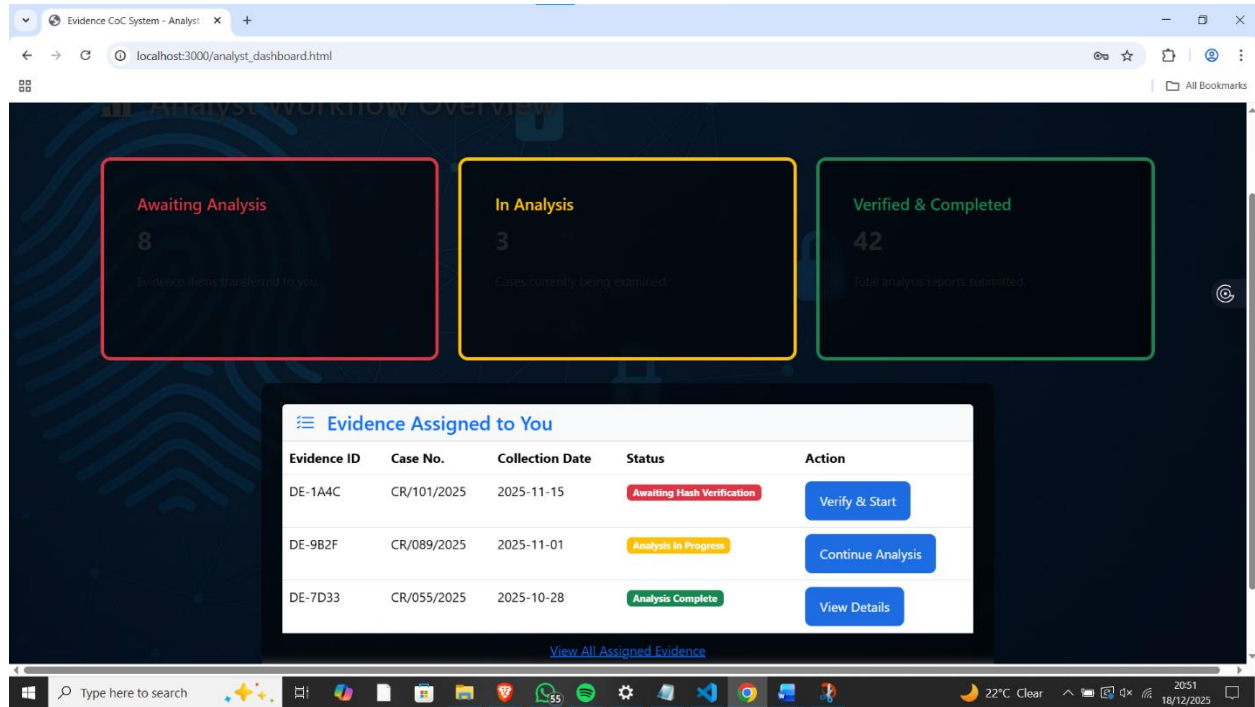 Evidence CoC System - Analyst
localhost:3000/analyst_dashboard.html
All Bookmarks
Analyst Workflow Overview
Awaiting Analysis
8
Evidence items transferred to you.
In Analysis
3
Cases currently being examined.
Verified & Completed
42
Total analysis reports submitted.
Evidence Assigned to You
Evidence ID Case No. Collection Date Status Action
DE-1A4C CR/101/2025 2025-11-15 Awaiting Hash Verification Verify & Start
DE-9B2F CR/089/2025 2025-11-01 Analysis In Progress Continue Analysis
DE-7D33 CR/055/2025 2025-10-28 Analysis Complete View Details
View All Assigned Evidence
Type here to search
55
22°C Clear
20:51
18/12/2025